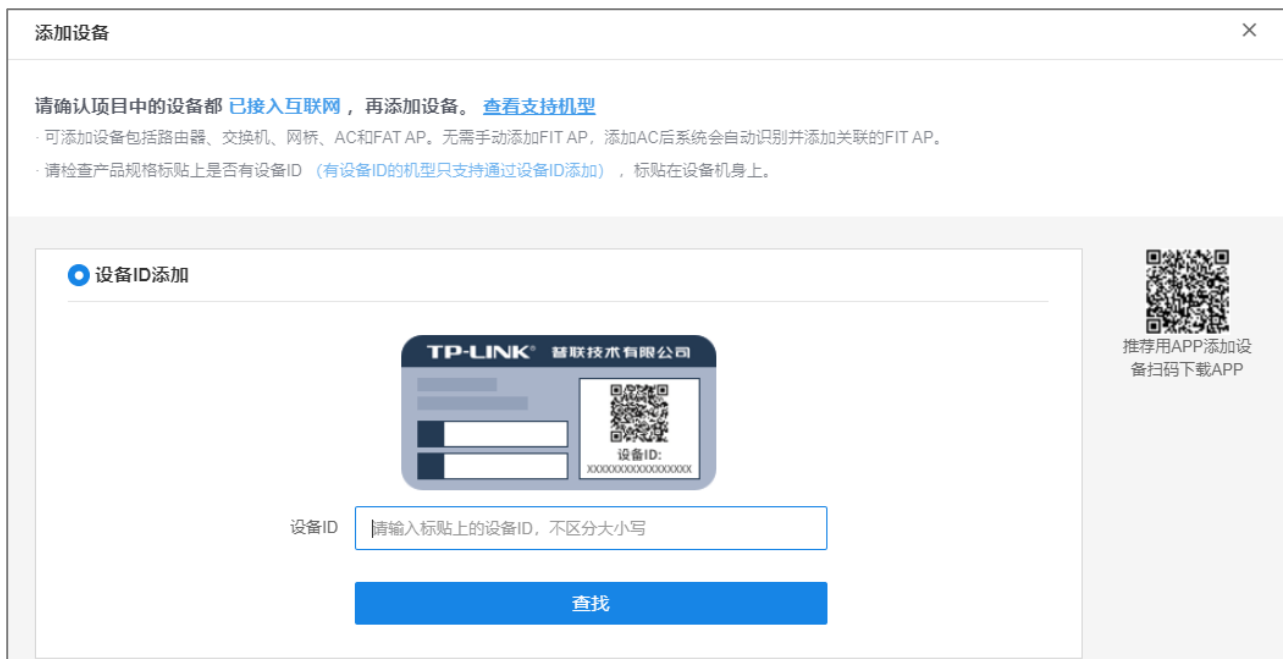 添加设备
请确认项目中的设备都 已接入互联网 ，再添加设备。 查看支持机型
· 可添加设备包括路由器、交换机、网桥、AC和FAT AP。无需手动添加FIT AP，添加AC后系统会自动识别并添加关联的FIT AP。
· 请检查产品规格标贴上是否有设备ID （有设备ID的机型只支持通过设备ID添加） ，标贴在设备机身上。
设备ID添加
TP-LINK® 普联技术有限公司
设备ID:
XXXXXXXXXXXXXXXXX
设备ID 请输入标贴上的设备ID，不区分大小写
查找
推荐用APP添加设
备扫码下载APP